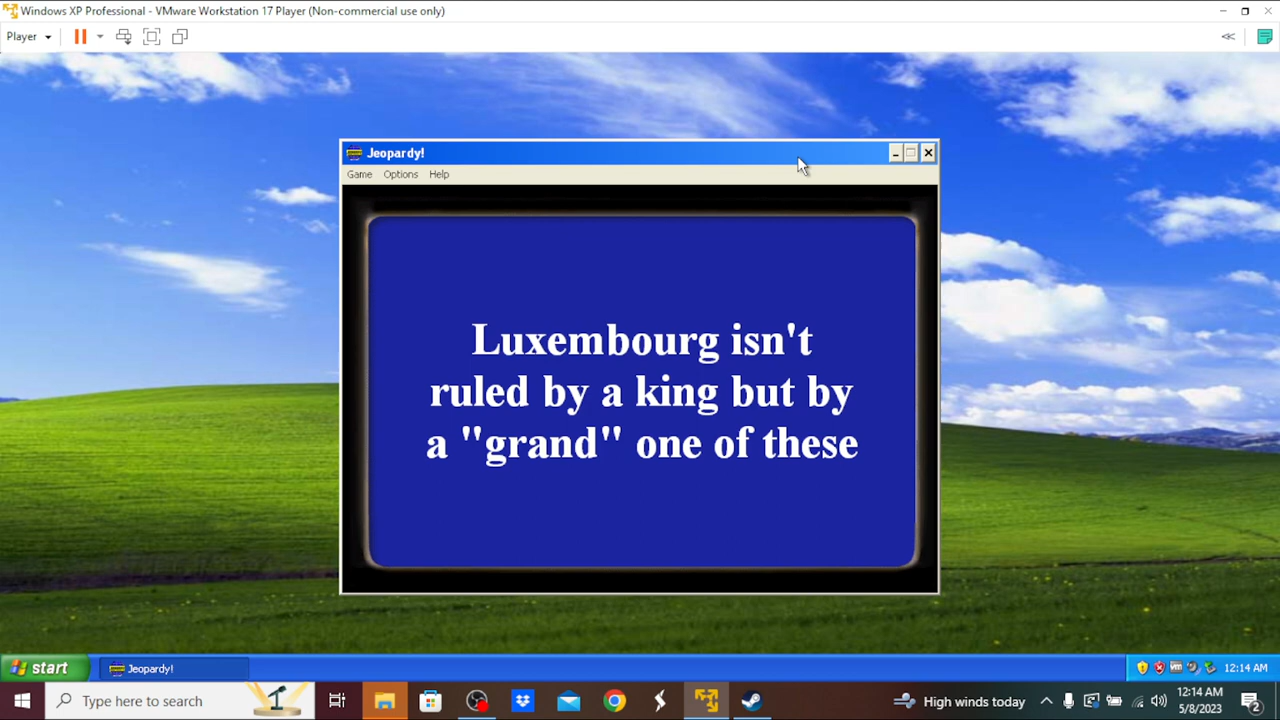 Windows XP Professional - VMware Workstation 17 Player (Non-commercial use only)
Player
Jeopardy!
Game Options Help
Luxembourg isn't
ruled by a king but by
a "grand" one of these
start
Jeopardy!
12:14 AM
Type here to search
High winds today
12:14 AM
5/8/2023
2